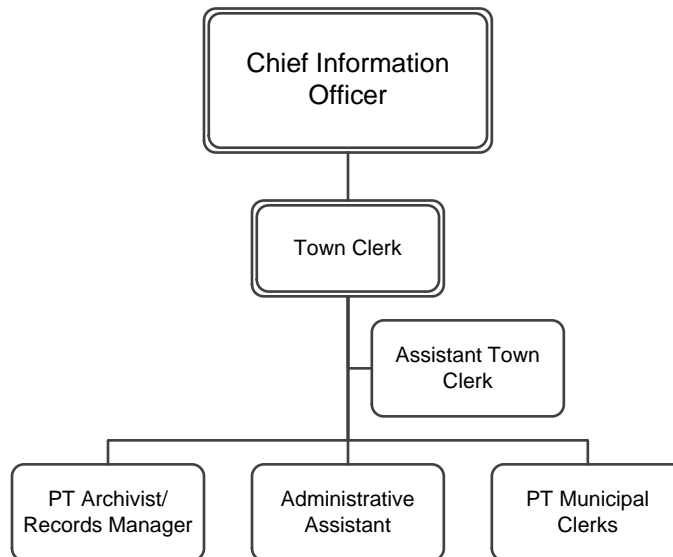 Chief Information
Officer
Town Clerk
Assistant Town
Clerk
PT Archivist/
Records Manager
Administrative
Assistant
PT Municipal
Clerks